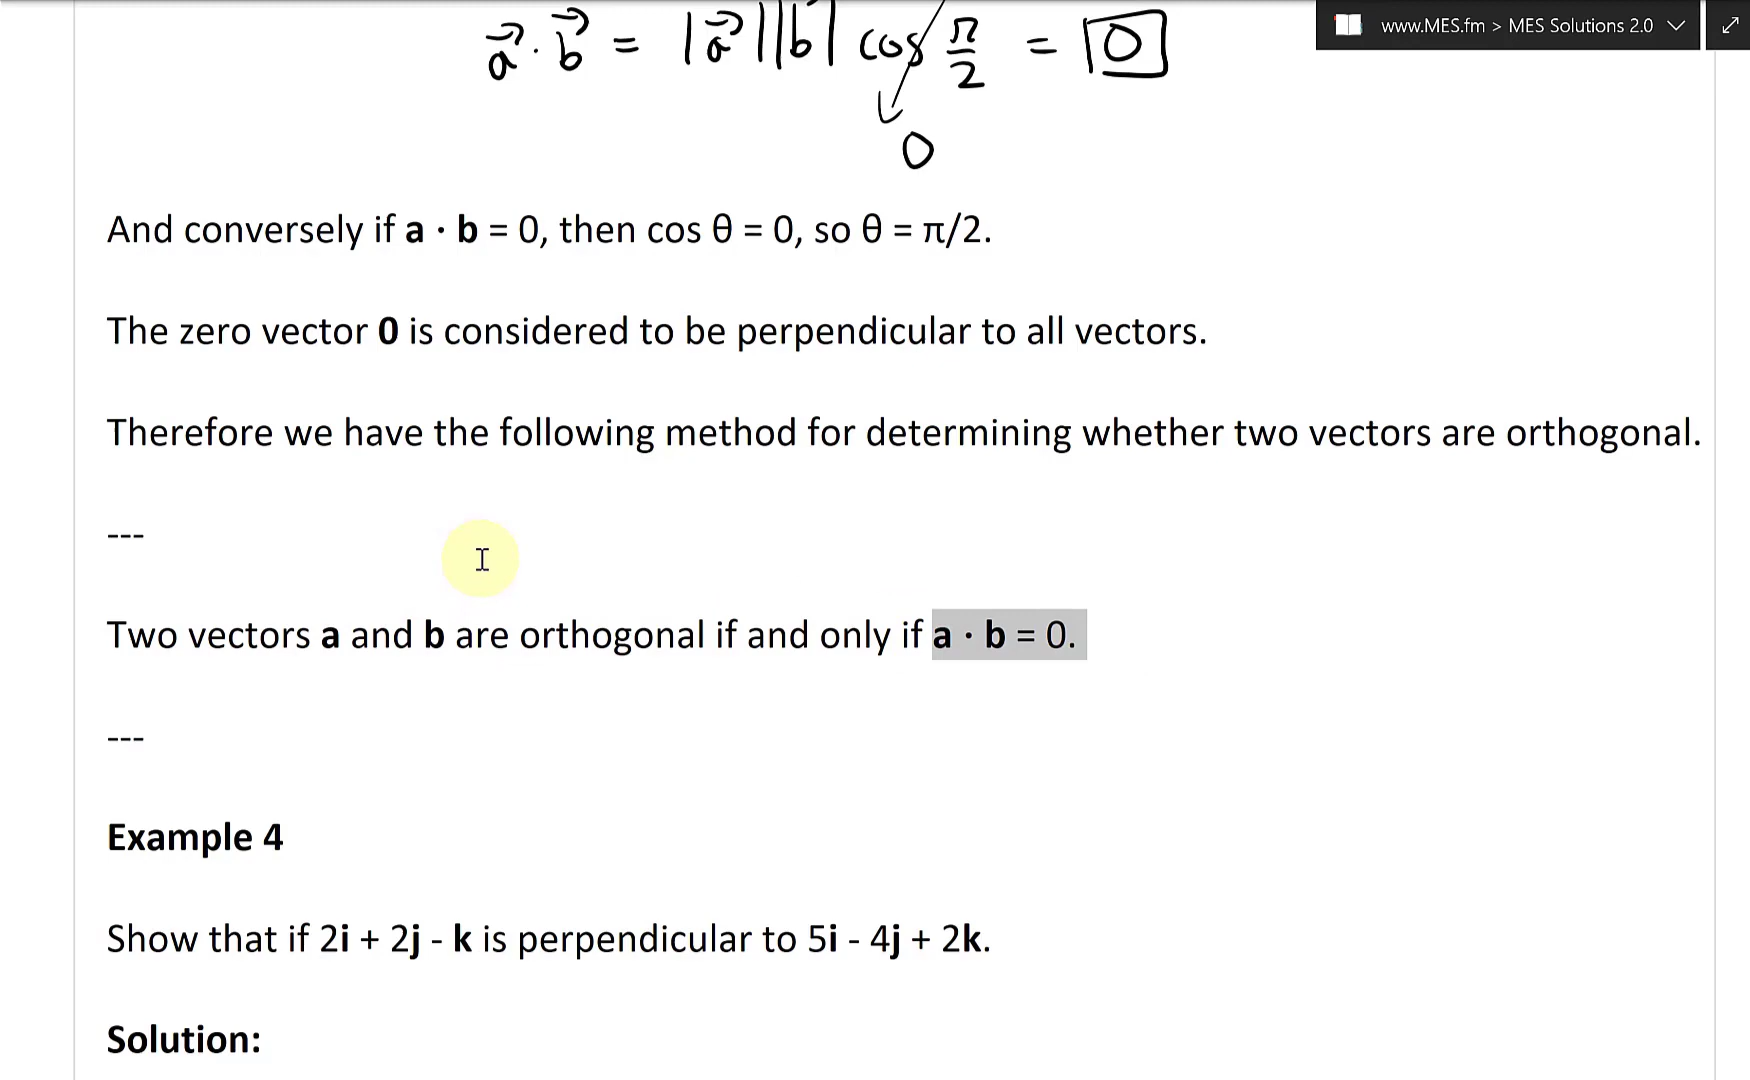 www.MES.fm > MES Solutions 2.0
a⃗ · b⃗ = |a⃗||b⃗| cos π/2 = 0
0
And conversely if a · b = 0, then cos θ = 0, so θ = π/2.
The zero vector 0 is considered to be perpendicular to all vectors.
Therefore we have the following method for determining whether two vectors are orthogonal.
---
Two vectors a and b are orthogonal if and only if a · b = 0.
---
Example 4
Show that if 2i + 2j - k is perpendicular to 5i - 4j + 2k.
Solution: